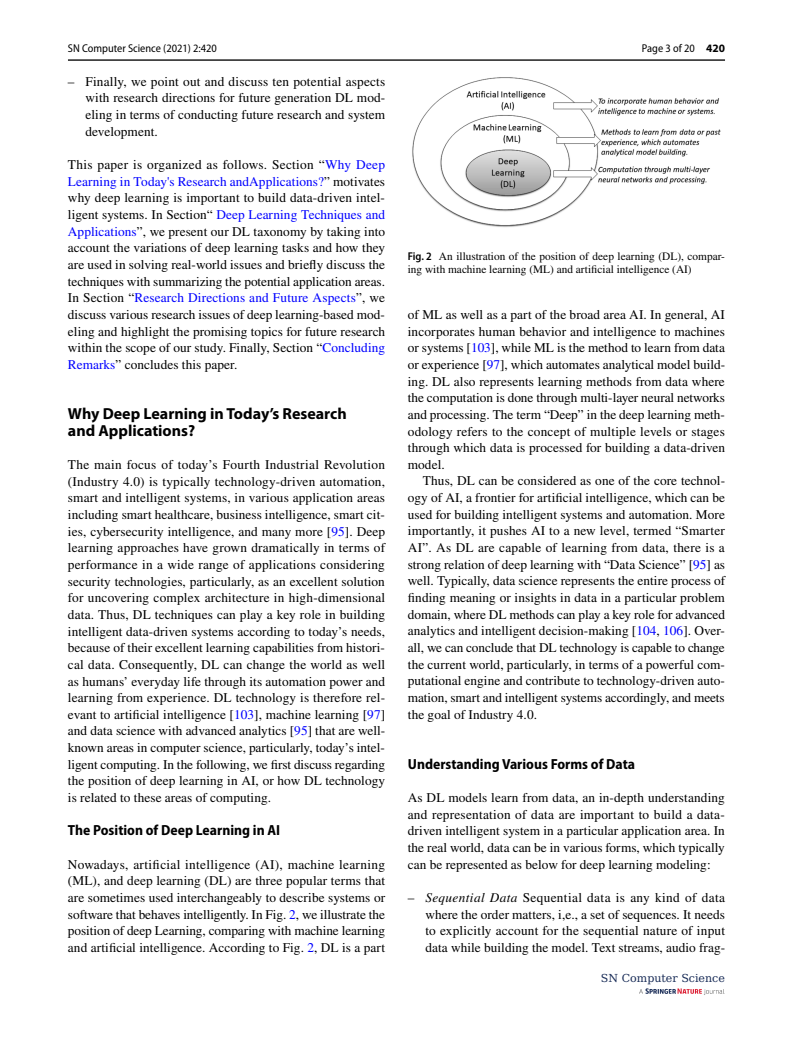 SN Computer Science (2021) 2:420
Page 3 of 20 420
– Finally, we point out and discuss ten potential aspects
with research directions for future generation DL mod-
eling in terms of conducting future research and system
development.
This paper is organized as follows. Section “Why Deep
Learning in Today's Research andApplications?” motivates
why deep learning is important to build data-driven intel-
ligent systems. In Section“ Deep Learning Techniques and
Applications”, we present our DL taxonomy by taking into
account the variations of deep learning tasks and how they
are used in solving real-world issues and briefly discuss the
techniques with summarizing the potential application areas.
In Section “Research Directions and Future Aspects”, we
discuss various research issues of deep learning-based mod-
eling and highlight the promising topics for future research
within the scope of our study. Finally, Section “Concluding
Remarks” concludes this paper.
Why Deep Learning in Today’s Research
and Applications?
The main focus of today’s Fourth Industrial Revolution
(Industry 4.0) is typically technology-driven automation,
smart and intelligent systems, in various application areas
including smart healthcare, business intelligence, smart cit-
ies, cybersecurity intelligence, and many more [95]. Deep
learning approaches have grown dramatically in terms of
performance in a wide range of applications considering
security technologies, particularly, as an excellent solution
for uncovering complex architecture in high-dimensional
data. Thus, DL techniques can play a key role in building
intelligent data-driven systems according to today’s needs,
because of their excellent learning capabilities from histori-
cal data. Consequently, DL can change the world as well
as humans’ everyday life through its automation power and
learning from experience. DL technology is therefore rel-
evant to artificial intelligence [103], machine learning [97]
and data science with advanced analytics [95] that are well-
known areas in computer science, particularly, today’s intel-
ligent computing. In the following, we first discuss regarding
the position of deep learning in AI, or how DL technology
is related to these areas of computing.
The Position of Deep Learning in AI
Nowadays, artificial intelligence (AI), machine learning
(ML), and deep learning (DL) are three popular terms that
are sometimes used interchangeably to describe systems or
software that behaves intelligently. In Fig. 2, we illustrate the
position of deep Learning, comparing with machine learning
and artificial intelligence. According to Fig. 2, DL is a part
Artificial Intelligence
(AI)
To incorporate human behavior and
intelligence to machine or systems.
Machine Learning
(ML)
Methods to learn from data or past
experience, which automates
analytical model building.
Deep
Learning
(DL)
Computation through multi-layer
neural networks and processing.
Fig. 2 An illustration of the position of deep learning (DL), compar-
ing with machine learning (ML) and artificial intelligence (AI)
of ML as well as a part of the broad area AI. In general, AI
incorporates human behavior and intelligence to machines
or systems [103], while ML is the method to learn from data
or experience [97], which automates analytical model build-
ing. DL also represents learning methods from data where
the computation is done through multi-layer neural networks
and processing. The term “Deep” in the deep learning meth-
odology refers to the concept of multiple levels or stages
through which data is processed for building a data-driven
model.
Thus, DL can be considered as one of the core technol-
ogy of AI, a frontier for artificial intelligence, which can be
used for building intelligent systems and automation. More
importantly, it pushes AI to a new level, termed “Smarter
AI”. As DL are capable of learning from data, there is a
strong relation of deep learning with “Data Science” [95] as
well. Typically, data science represents the entire process of
finding meaning or insights in data in a particular problem
domain, where DL methods can play a key role for advanced
analytics and intelligent decision-making [104, 106]. Over-
all, we can conclude that DL technology is capable to change
the current world, particularly, in terms of a powerful com-
putational engine and contribute to technology-driven auto-
mation, smart and intelligent systems accordingly, and meets
the goal of Industry 4.0.
Understanding Various Forms of Data
As DL models learn from data, an in-depth understanding
and representation of data are important to build a data-
driven intelligent system in a particular application area. In
the real world, data can be in various forms, which typically
can be represented as below for deep learning modeling:
– Sequential Data Sequential data is any kind of data
where the order matters, i,e., a set of sequences. It needs
to explicitly account for the sequential nature of input
data while building the model. Text streams, audio frag-
SN Computer Science
A SPRINGER NATURE journal